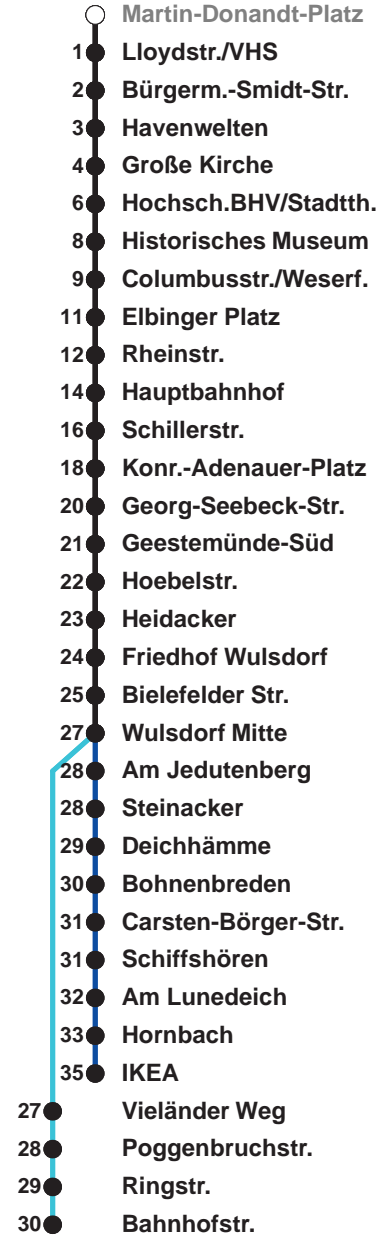 Martin-Donandt-Platz
1 Lloydstr./VHS
2 Bürgerm.-Smidt-Str.
3 Havenwelten
4 Große Kirche
6 Hochsch.BHV/Stadtth.
8 Historisches Museum
9 Columbusstr./Weserf.
11 Elbinger Platz
12 Rheinstr.
14 Hauptbahnhof
16 Schillerstr.
18 Konr.-Adenauer-Platz
20 Georg-Seebeck-Str.
21 Geestemünde-Süd
22 Hoebelstr.
23 Heidacker
24 Friedhof Wulsdorf
25 Bielefelder Str.
27 Wulsdorf Mitte
28 Am Jedutenberg
28 Steinacker
29 Deichhämme
30 Bohnenbreden
31 Carsten-Börger-Str.
31 Schiffshören
32 Am Lunedeich
33 Hornbach
35 IKEA
27 Vieländer Weg
28 Poggenbruchstr.
29 Ringstr.
30 Bahnhofstr.